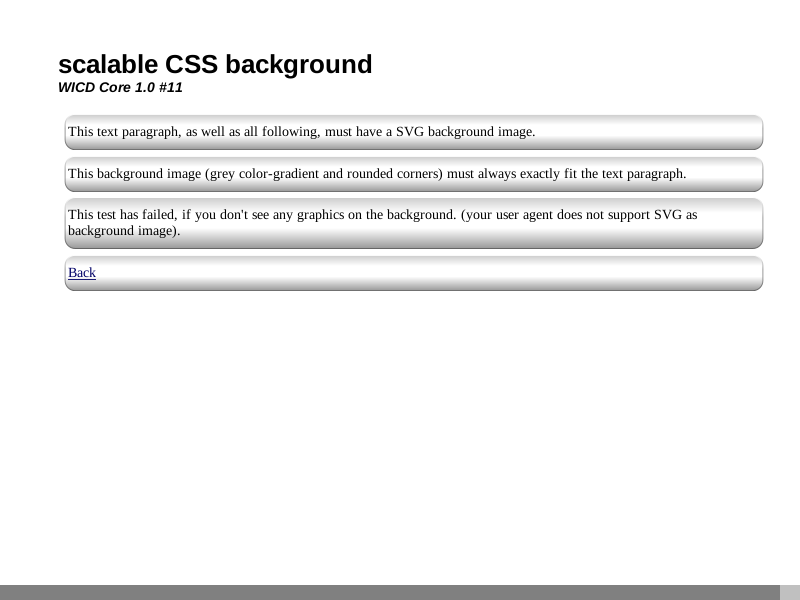 scalable CSS background
WICD Core 1.0 #11
This text paragraph, as well as all following, must have a SVG background image.
This background image (grey color-gradient and rounded corners) must always exactly fit the text paragraph.
This test has failed, if you don't see any graphics on the background. (your user agent does not support SVG as
background image).
Back